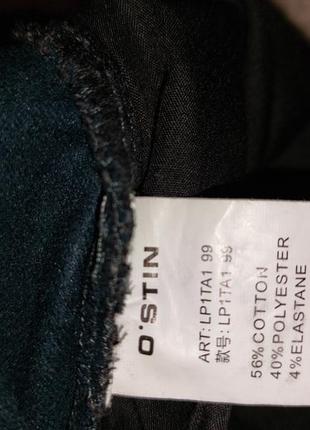 O'STIN
ART: LP1TA1 99
款号: LP1TA1 99
56%COTTON
40%POLYESTER
4%ELASTANE